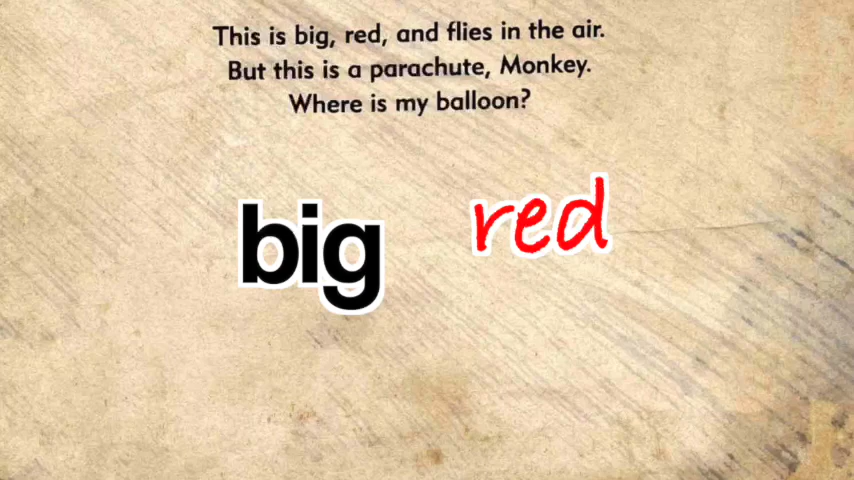 This is big, red, and flies in the air.
But this is a parachute, Monkey.
Where is my balloon?
big red